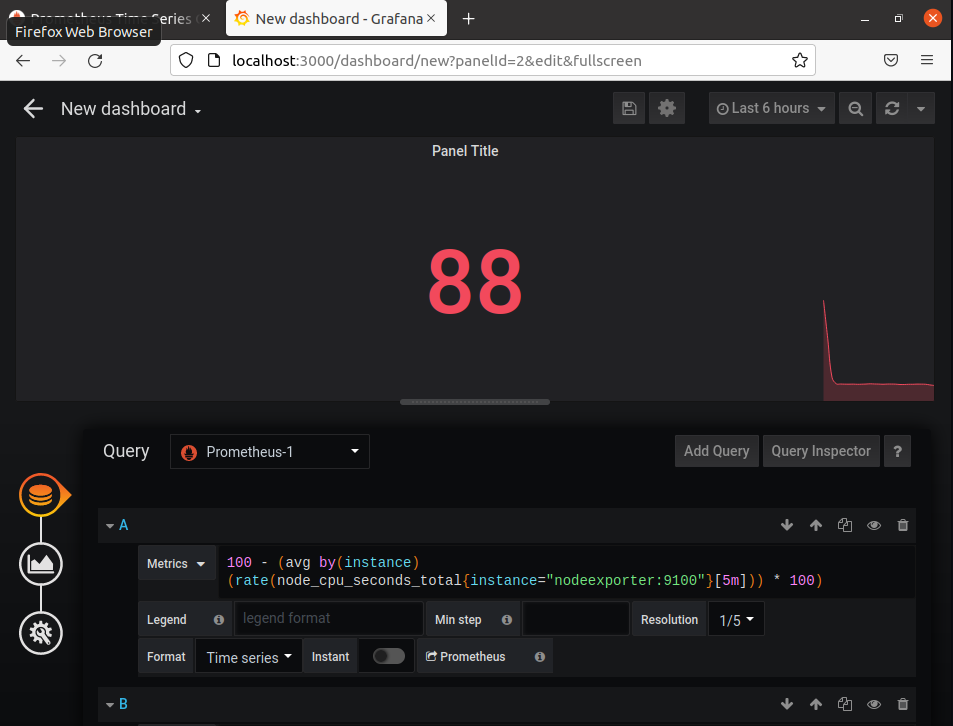 Prometheus Time Series
New dashboard - Grafana
Firefox Web Browser
localhost:3000/dashboard/new?panelId=2&edit&fullscreen
New dashboard
Last 6 hours
Panel Title
88
Query
Prometheus-1
Add Query
Query Inspector
?
A
Metrics
100 - (avg by(instance)
(rate(node_cpu_seconds_total{instance="nodeexporter:9100"}[5m])) * 100)
Legend
legend format
Min step
Resolution
1/5
Format
Time series
Instant
Prometheus
B